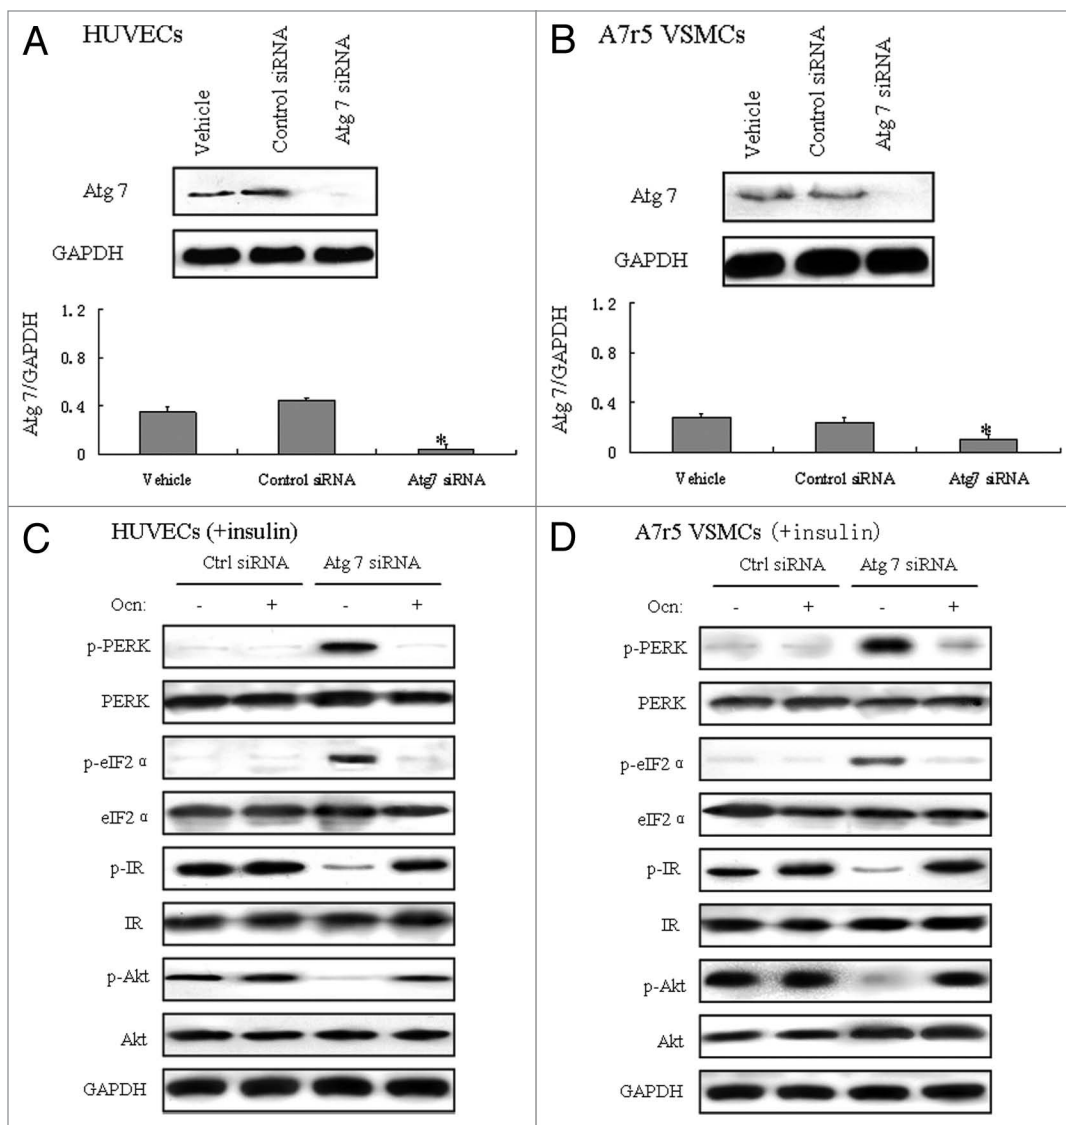 A HUVECs
Vehicle
Control siRNA
Atg 7 siRNA
Atg 7
GAPDH
Atg 7/GAPDH
1.2
0.8
0.4
0
*
Vehicle Control siRNA Atg7 siRNA
B A7r5 VSMCs
Vehicle
Control siRNA
Atg 7 siRNA
Atg 7
GAPDH
Atg 7/GAPDH
1.2
0.8
0.4
0
*
Vehicle Control siRNA Atg7 siRNA
C HUVECs (+insulin)
Ctrl siRNA Atg 7 siRNA
Ocn: - + - +
p-PERK
PERK
p-eIF2 α
eIF2 α
p-IR
IR
p-Akt
Akt
GAPDH
D A7r5 VSMCs (+insulin)
Ctrl siRNA Atg 7 siRNA
Ocn: - + - +
p-PERK
PERK
p-eIF2 α
eIF2 α
p-IR
IR
p-Akt
Akt
GAPDH